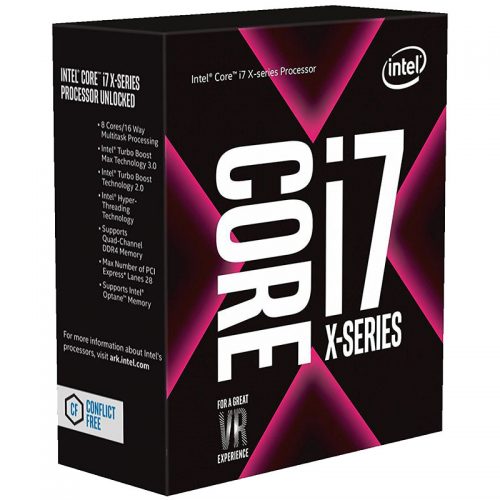 INTEL® CORE™ i7 X-SERIES
PROCESSOR UNLOCKED
• 8 Cores/16 Way
Multitask Processing
• Intel® Turbo Boost
Max Technology 3.0
• Intel® Turbo Boost
Technology 2.0
• Intel® Hyper-
Threading
Technology
• Supports
Quad-Channel
DDR4 Memory
• Max Number of PCI
Express® Lanes 28
• Supports Intel®
Optane™ Memory
For more information about Intel's
processors, visit ark.intel.com
CF
CONFLICT
FREE
Intel® Core™ i7 X-series Processor
intel®
CORE
i7
X-SERIES
FOR A GREAT
VR
EXPERIENCE